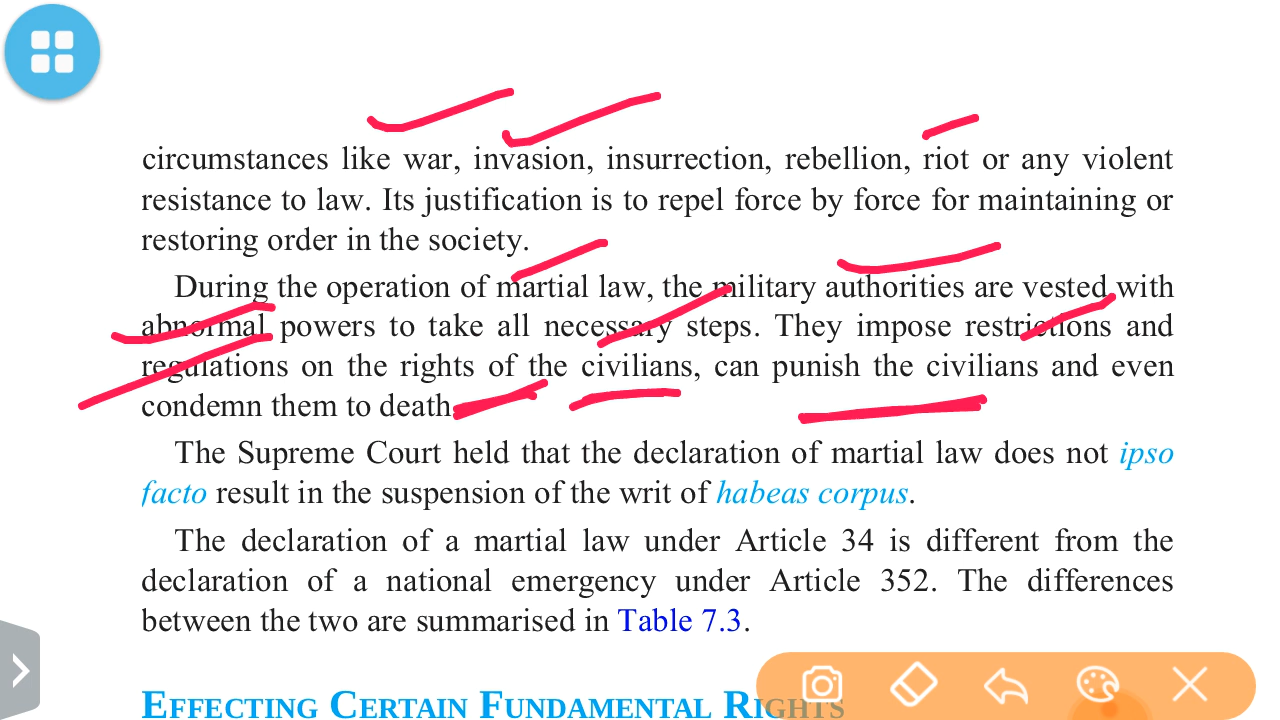 circumstances like war, invasion, insurrection, rebellion, riot or any violent
resistance to law. Its justification is to repel force by force for maintaining or
restoring order in the society.
During the operation of martial law, the military authorities are vested with
abnormal powers to take all necessary steps. They impose restrictions and
regulations on the rights of the civilians, can punish the civilians and even
condemn them to death.
The Supreme Court held that the declaration of martial law does not ipso
facto result in the suspension of the writ of habeas corpus.
The declaration of a martial law under Article 34 is different from the
declaration of a national emergency under Article 352. The differences
between the two are summarised in Table 7.3.
EFFECTING CERTAIN FUNDAMENTAL RIGHTS